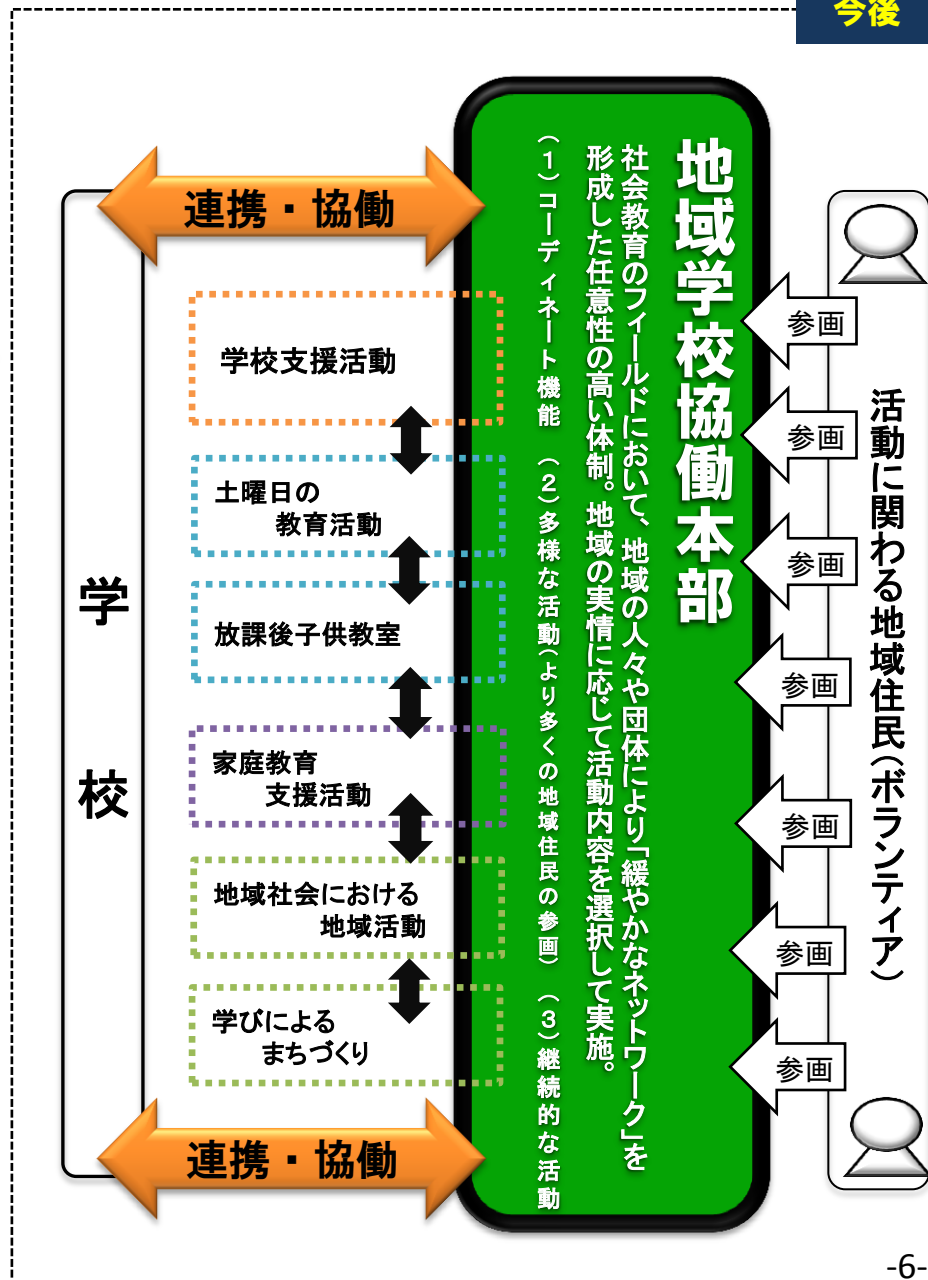 今後
地域学校協働本部
社会教育のフィールドにおいて、地域の人々や団体により「緩やかなネットワーク」を
形成した任意性の高い体制。地域の実情に応じて活動内容を選択して実施。
（１）コーディネート機能　（２）多様な活動（より多くの地域住民の参画）　（３）継続的な活動
連携・協働
学校支援活動
土曜日の
教育活動
放課後子供教室
家庭教育
支援活動
地域社会における
地域活動
学びによる
まちづくり
連携・協働
学校
参画
参画
参画
参画
参画
参画
参画
活動に関わる地域住民（ボランティア）
-6-